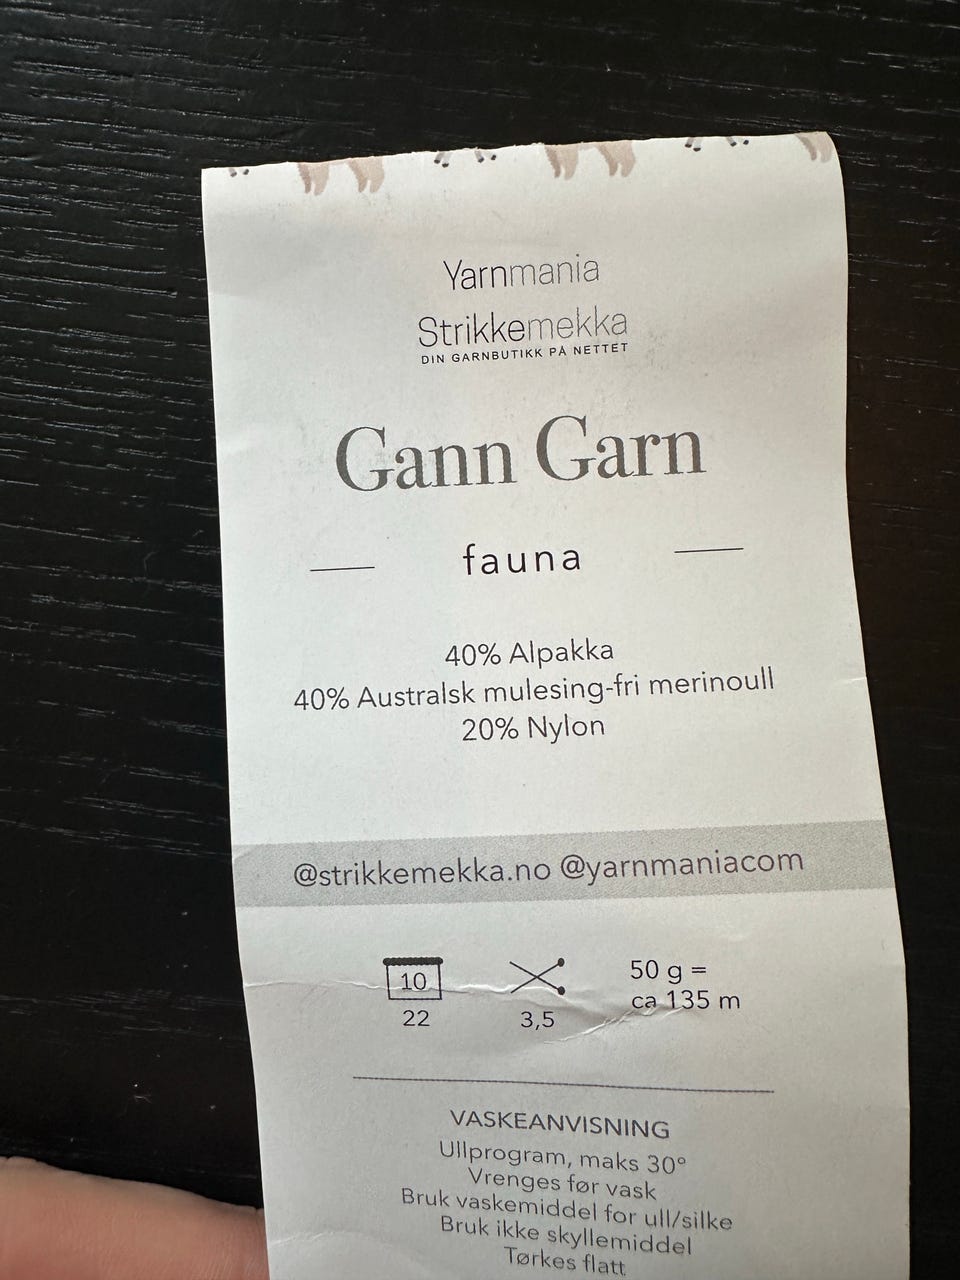 Yarnmania
Strikkemekka
DIN GARNBUTIKK PÅ NETTET
Gann Garn
fauna
40% Alpakka
40% Australsk mulesing-fri merinoull
20% Nylon
@strikkemekka.no @yarnmaniacom
10
22
3,5
50 g =
ca 135 m
VASKEANVISNING
Ullprogram, maks 30°
Vrenges før vask
Bruk vaskemiddel for ull/silke
Bruk ikke skyllemiddel
Tørkes flatt